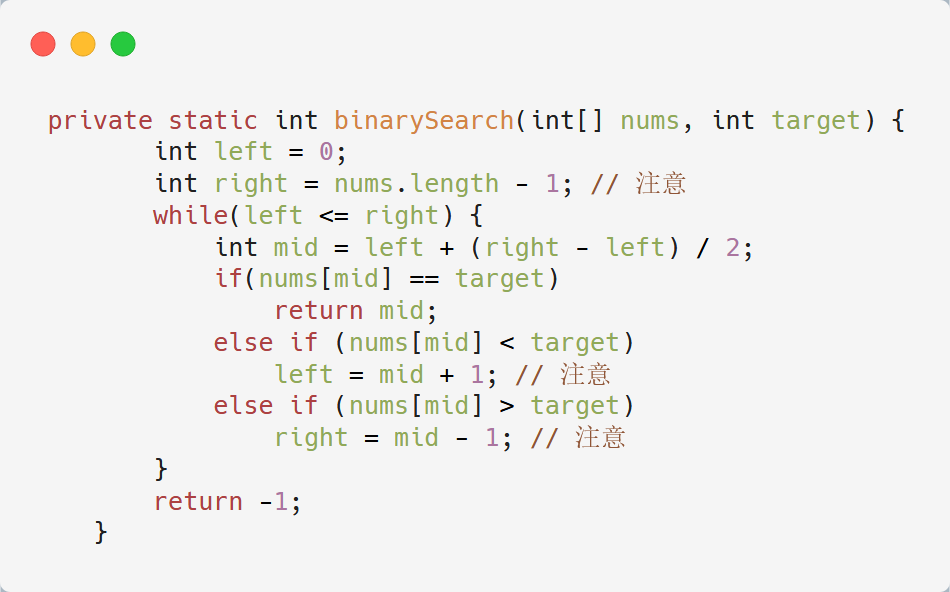 private static int binarySearch(int[] nums, int target) {
        int left = 0;
        int right = nums.length - 1; // 注意
        while(left <= right) {
            int mid = left + (right - left) / 2;
            if(nums[mid] == target)
                return mid;
            else if (nums[mid] < target)
                left = mid + 1; // 注意
            else if (nums[mid] > target)
                right = mid - 1; // 注意
        }
        return -1;
    }